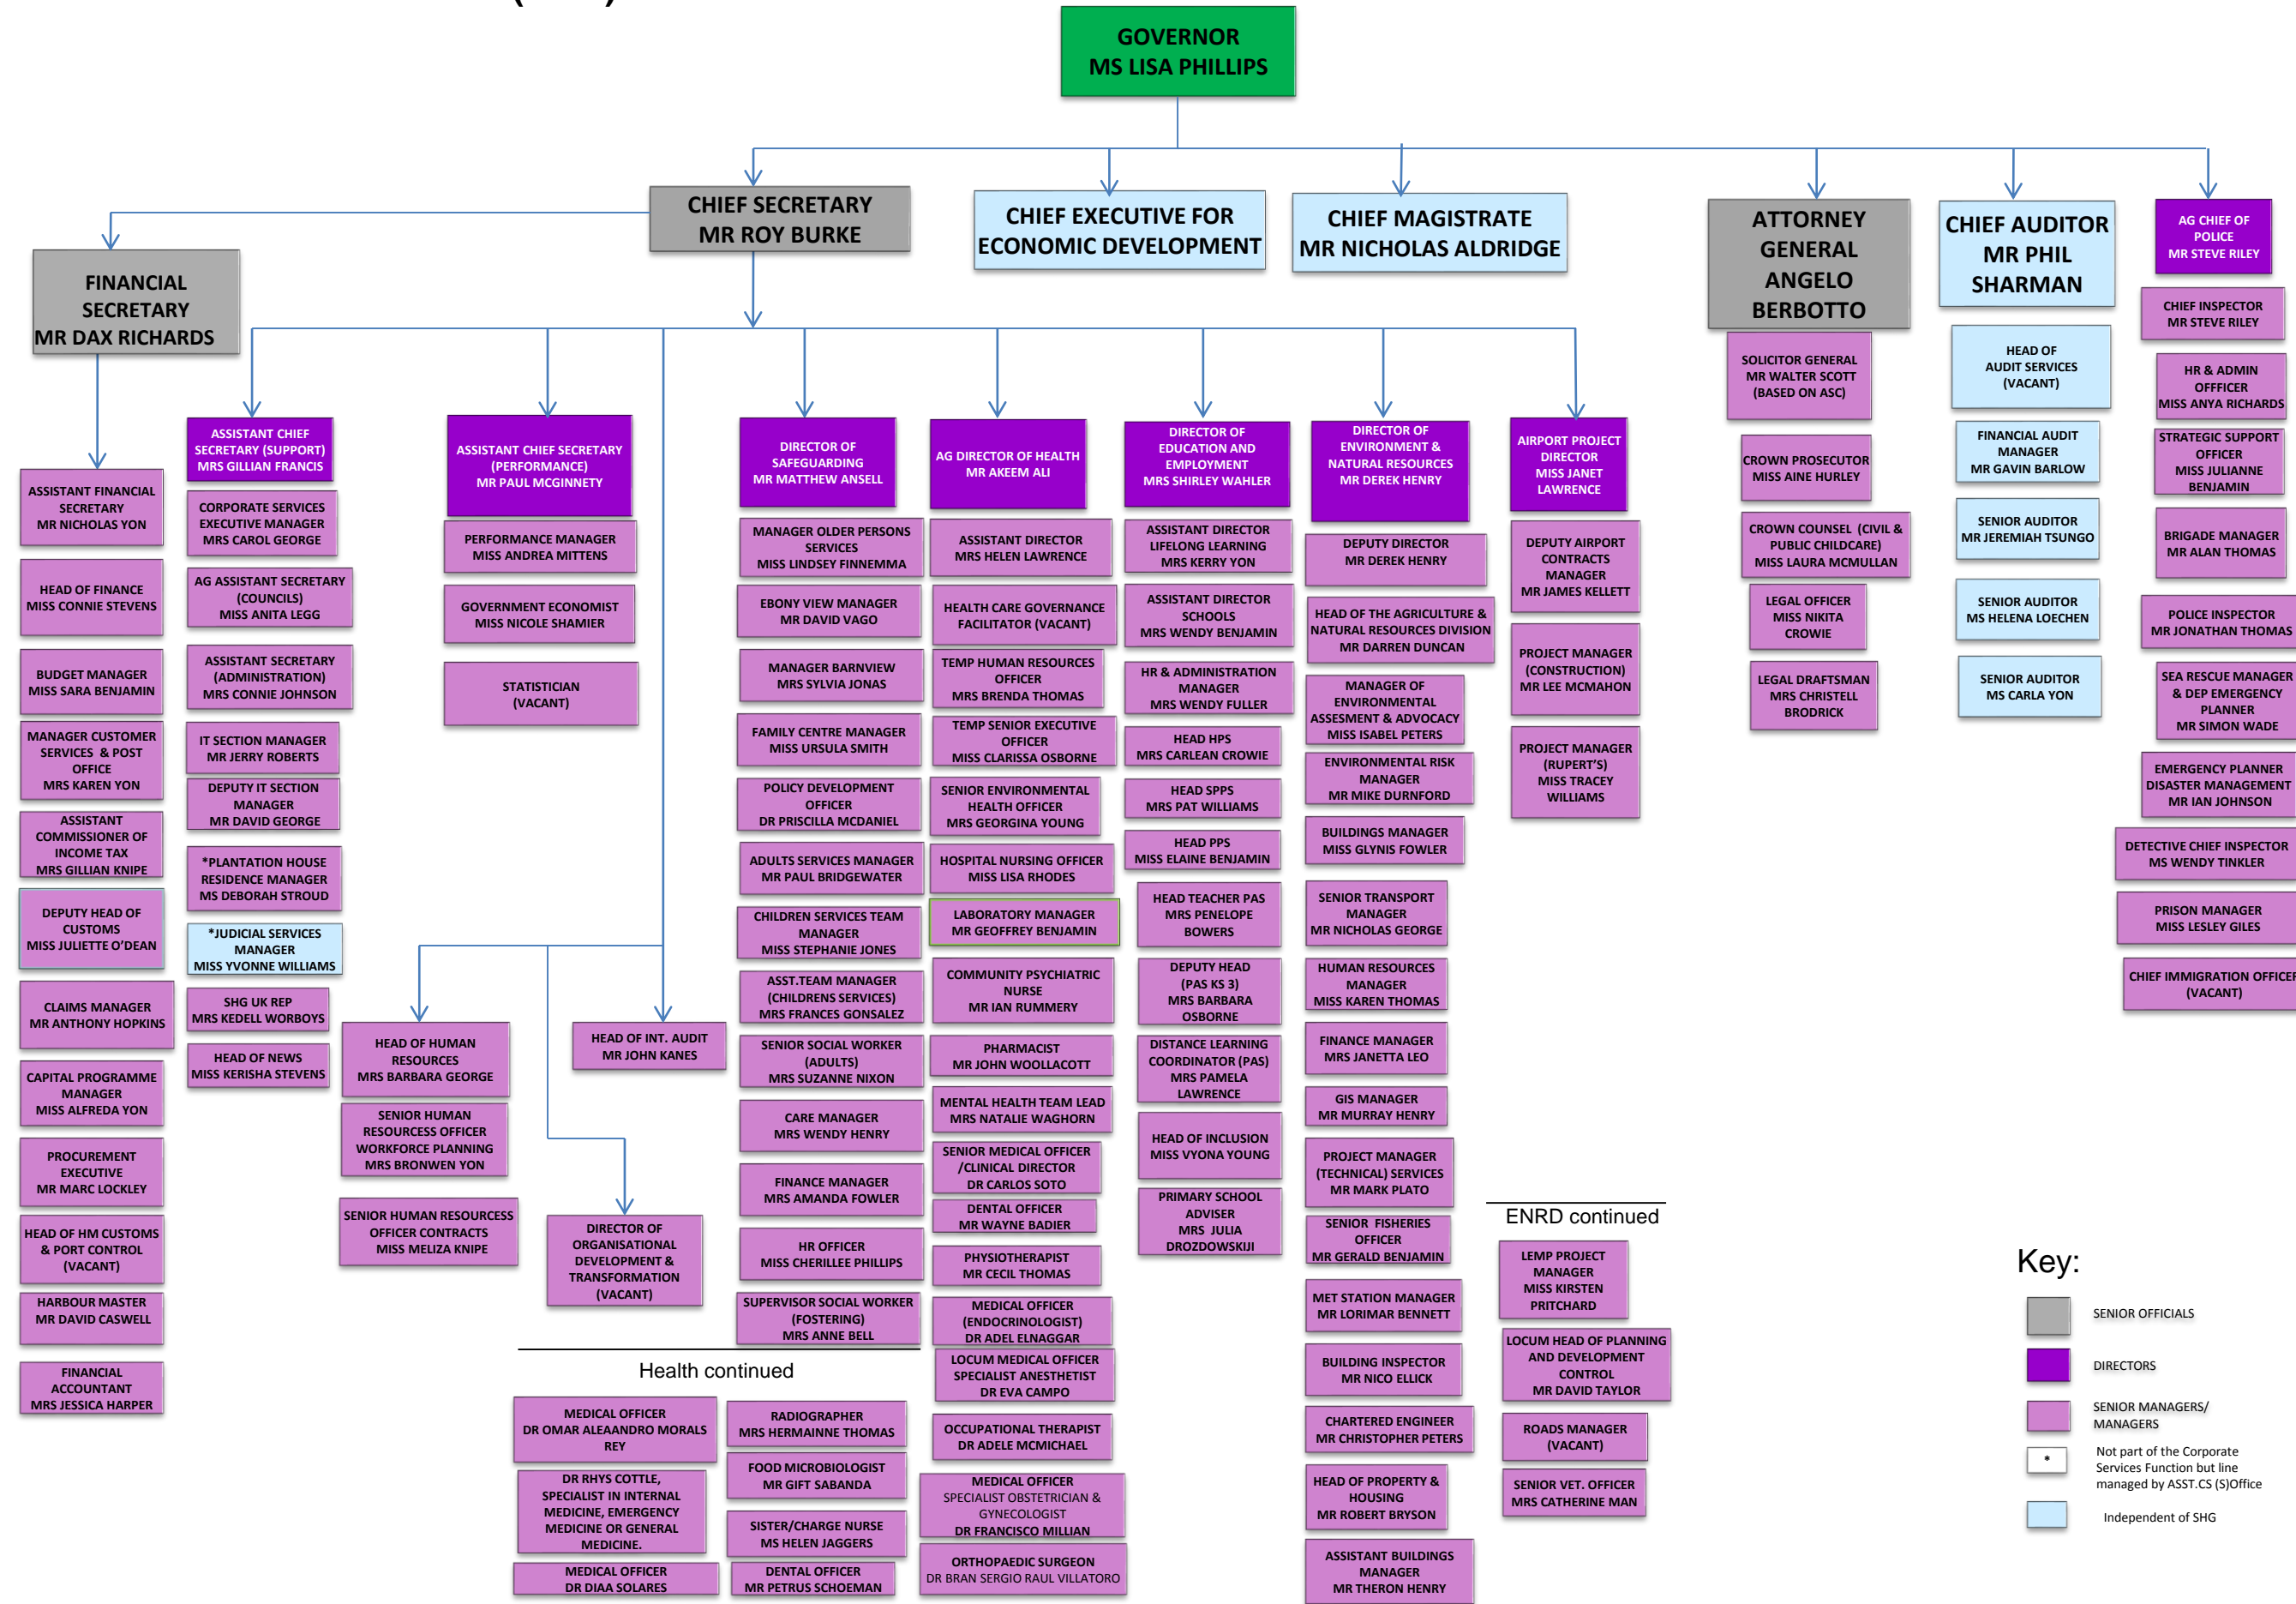 GOVERNOR
MS LISA PHILLIPS
CHIEF SECRETARY
MR ROY BURKE
CHIEF EXECUTIVE FOR
ECONOMIC DEVELOPMENT
CHIEF MAGISTRATE
MR NICHOLAS ALDRIDGE
ATTORNEY
GENERAL
ANGELO
BERBOTTO
CHIEF AUDITOR
MR PHIL
SHARMAN
AG CHIEF OF
POLICE
MR STEVE RILEY
FINANCIAL
SECRETARY
MR DAX RICHARDS
ASSISTANT FINANCIAL
SECRETARY
MR NICHOLAS YON
HEAD OF FINANCE
MISS CONNIE STEVENS
BUDGET MANAGER
MISS SARA BENJAMIN
MANAGER CUSTOMER
SERVICES & POST
OFFICE
MRS KAREN YON
ASSISTANT
COMMISSIONER OF
INCOME TAX
MRS GILLIAN KNIPE
DEPUTY HEAD OF
CUSTOMS
MISS JULIETTE O’DEAN
CLAIMS MANAGER
MR ANTHONY HOPKINS
CAPITAL PROGRAMME
MANAGER
MISS ALFREDA YON
PROCUREMENT
EXECUTIVE
MR MARC LOCKLEY
HEAD OF HM CUSTOMS
& PORT CONTROL
(VACANT)
HARBOUR MASTER
MR DAVID CASWELL
FINANCIAL
ACCOUNTANT
MRS JESSICA HARPER
ASSISTANT CHIEF
SECRETARY (SUPPORT)
MRS GILLIAN FRANCIS
CORPORATE SERVICES
EXECUTIVE MANAGER
MRS CAROL GEORGE
AG ASSISTANT SECRETARY
(COUNCILS)
MISS ANITA LEGG
ASSISTANT SECRETARY
(ADMINISTRATION)
MRS CONNIE JOHNSON
IT SECTION MANAGER
MR JERRY ROBERTS
DEPUTY IT SECTION
MANAGER
MR DAVID GEORGE
*PLANTATION HOUSE
RESIDENCE MANAGER
MS DEBORAH STROUD
*JUDICIAL SERVICES
MANAGER
MISS YVONNE WILLIAMS
SHG UK REP
MRS KEDELL WORBOYS
HEAD OF NEWS
MISS KERISHA STEVENS
ASSISTANT CHIEF SECRETARY
(PERFORMANCE)
MR PAUL MCGINNETY
PERFORMANCE MANAGER
MISS ANDREA MITTENS
GOVERNMENT ECONOMIST
MISS NICOLE SHAMIER
STATISTICIAN
(VACANT)
HEAD OF HUMAN
RESOURCES
MRS BARBARA GEORGE
SENIOR HUMAN
RESOURCESS OFFICER
WORKFORCE PLANNING
MRS BRONWEN YON
SENIOR HUMAN RESOURCESS
OFFICER CONTRACTS
MISS MELIZA KNIPE
HEAD OF INT. AUDIT
MR JOHN KANES
DIRECTOR OF
ORGANISATIONAL
DEVELOPMENT &
TRANSFORMATION
(VACANT)
DIRECTOR OF
SAFEGUARDING
MR MATTHEW ANSELL
MANAGER OLDER PERSONS
SERVICES
MISS LINDSEY FINNEMMA
EBONY VIEW MANAGER
MR DAVID VAGO
MANAGER BARNVIEW
MRS SYLVIA JONAS
FAMILY CENTRE MANAGER
MISS URSULA SMITH
POLICY DEVELOPMENT
OFFICER
DR PRISCILLA MCDANIEL
ADULTS SERVICES MANAGER
MR PAUL BRIDGEWATER
CHILDREN SERVICES TEAM
MANAGER
MISS STEPHANIE JONES
ASST.TEAM MANAGER
(CHILDRENS SERVICES)
MRS FRANCES GONSALEZ
SENIOR SOCIAL WORKER
(ADULTS)
MRS SUZANNE NIXON
CARE MANAGER
MRS WENDY HENRY
FINANCE MANAGER
MRS AMANDA FOWLER
HR OFFICER
MISS CHERILLEE PHILLIPS
SUPERVISOR SOCIAL WORKER
(FOSTERING)
MRS ANNE BELL
AG DIRECTOR OF HEALTH
MR AKEEM ALI
ASSISTANT DIRECTOR
MRS HELEN LAWRENCE
HEALTH CARE GOVERNANCE
FACILITATOR (VACANT)
TEMP HUMAN RESOURCES
OFFICER
MRS BRENDA THOMAS
TEMP SENIOR EXECUTIVE
OFFICER
MISS CLARISSA OSBORNE
SENIOR ENVIRONMENTAL
HEALTH OFFICER
MRS GEORGINA YOUNG
HOSPITAL NURSING OFFICER
MISS LISA RHODES
LABORATORY MANAGER
MR GEOFFREY BENJAMIN
COMMUNITY PSYCHIATRIC
NURSE
MR IAN RUMMERY
PHARMACIST
MR JOHN WOOLLACOTT
MENTAL HEALTH TEAM LEAD
MRS NATALIE WAGHORN
SENIOR MEDICAL OFFICER
/CLINICAL DIRECTOR
DR CARLOS SOTO
DENTAL OFFICER
MR WAYNE BADIER
PHYSIOTHERAPIST
MR CECIL THOMAS
MEDICAL OFFICER
(ENDOCRINOLOGIST)
DR ADEL ELNAGGAR
LOCUM MEDICAL OFFICER
SPECIALIST ANESTHETIST
DR EVA CAMPO
OCCUPATIONAL THERAPIST
DR ADELE MCMICHAEL
MEDICAL OFFICER
SPECIALIST OBSTETRICIAN &
GYNECOLOGIST
DR FRANCISCO MILLIAN
ORTHOPAEDIC SURGEON
DR BRAN SERGIO RAUL VILLATORO
Health continued
MEDICAL OFFICER
DR OMAR ALEAANDRO MORALS
REY
DR RHYS COTTLE,
SPECIALIST IN INTERNAL
MEDICINE, EMERGENCY
MEDICINE OR GENERAL
MEDICINE.
MEDICAL OFFICER
DR DIAA SOLARES
RADIOGRAPHER
MRS HERMAINNE THOMAS
FOOD MICROBIOLOGIST
MR GIFT SABANDA
SISTER/CHARGE NURSE
MS HELEN JAGGERS
DENTAL OFFICER
MR PETRUS SCHOEMAN
DIRECTOR OF
EDUCATION AND
EMPLOYMENT
MRS SHIRLEY WAHLER
ASSISTANT DIRECTOR
LIFELONG LEARNING
MRS KERRY YON
ASSISTANT DIRECTOR
SCHOOLS
MRS WENDY BENJAMIN
HR & ADMINISTRATION
MANAGER
MRS WENDY FULLER
HEAD HPS
MRS CARLEAN CROWIE
HEAD SPPS
MRS PAT WILLIAMS
HEAD PPS
MISS ELAINE BENJAMIN
HEAD TEACHER PAS
MRS PENELOPE
BOWERS
DEPUTY HEAD
(PAS KS 3)
MRS BARBARA
OSBORNE
DISTANCE LEARNING
COORDINATOR (PAS)
MRS PAMELA
LAWRENCE
HEAD OF INCLUSION
MISS VYONA YOUNG
PRIMARY SCHOOL
ADVISER
MRS JULIA
DROZDOWSKIJI
DIRECTOR OF
ENVIRONMENT &
NATURAL RESOURCES
MR DEREK HENRY
DEPUTY DIRECTOR
MR DEREK HENRY
HEAD OF THE AGRICULTURE &
NATURAL RESOURCES DIVISION
MR DARREN DUNCAN
MANAGER OF
ENVIRONMENTAL
ASSESMENT & ADVOCACY
MISS ISABEL PETERS
ENVIRONMENTAL RISK
MANAGER
MR MIKE DURNFORD
BUILDINGS MANAGER
MISS GLYNIS FOWLER
SENIOR TRANSPORT
MANAGER
MR NICHOLAS GEORGE
HUMAN RESOURCES
MANAGER
MISS KAREN THOMAS
FINANCE MANAGER
MRS JANETTA LEO
GIS MANAGER
MR MURRAY HENRY
PROJECT MANAGER
(TECHNICAL) SERVICES
MR MARK PLATO
SENIOR FISHERIES
OFFICER
MR GERALD BENJAMIN
MET STATION MANAGER
MR LORIMAR BENNETT
BUILDING INSPECTOR
MR NICO ELLICK
CHARTERED ENGINEER
MR CHRISTOPHER PETERS
HEAD OF PROPERTY &
HOUSING
MR ROBERT BRYSON
ASSISTANT BUILDINGS
MANAGER
MR THERON HENRY
AIRPORT PROJECT
DIRECTOR
MISS JANET
LAWRENCE
DEPUTY AIRPORT
CONTRACTS
MANAGER
MR JAMES KELLETT
PROJECT MANAGER
(CONSTRUCTION)
MR LEE MCMAHON
PROJECT MANAGER
(RUPERT’S)
MISS TRACEY
WILLIAMS
ENRD continued
LEMP PROJECT
MANAGER
MISS KIRSTEN
PRITCHARD
LOCUM HEAD OF PLANNING
AND DEVELOPMENT
CONTROL
MR DAVID TAYLOR
ROADS MANAGER
(VACANT)
SENIOR VET. OFFICER
MRS CATHERINE MAN
SOLICITOR GENERAL
MR WALTER SCOTT
(BASED ON ASC)
CROWN PROSECUTOR
MISS AINE HURLEY
CROWN COUNSEL (CIVIL &
PUBLIC CHILDCARE)
MISS LAURA MCMULLAN
LEGAL OFFICER
MISS NIKITA
CROWIE
LEGAL DRAFTSMAN
MRS CHRISTELL
BRODRICK
HEAD OF
AUDIT SERVICES
(VACANT)
FINANCIAL AUDIT
MANAGER
MR GAVIN BARLOW
SENIOR AUDITOR
MR JEREMIAH TSUNGO
SENIOR AUDITOR
MS HELENA LOECHEN
SENIOR AUDITOR
MS CARLA YON
CHIEF INSPECTOR
MR STEVE RILEY
HR & ADMIN
OFFFICER
MISS ANYA RICHARDS
STRATEGIC SUPPORT
OFFICER
MISS JULIANNE
BENJAMIN
BRIGADE MANAGER
MR ALAN THOMAS
POLICE INSPECTOR
MR JONATHAN THOMAS
SEA RESCUE MANAGER
& DEP EMERGENCY
PLANNER
MR SIMON WADE
EMERGENCY PLANNER
DISASTER MANAGEMENT
MR IAN JOHNSON
DETECTIVE CHIEF INSPECTOR
MS WENDY TINKLER
PRISON MANAGER
MISS LESLEY GILES
CHIEF IMMIGRATION OFFICER
(VACANT)
Key:
SENIOR OFFICIALS
DIRECTORS
SENIOR MANAGERS/
MANAGERS
*
Not part of the Corporate
Services Function but line
managed by ASST.CS (S)Office
Independent of SHG